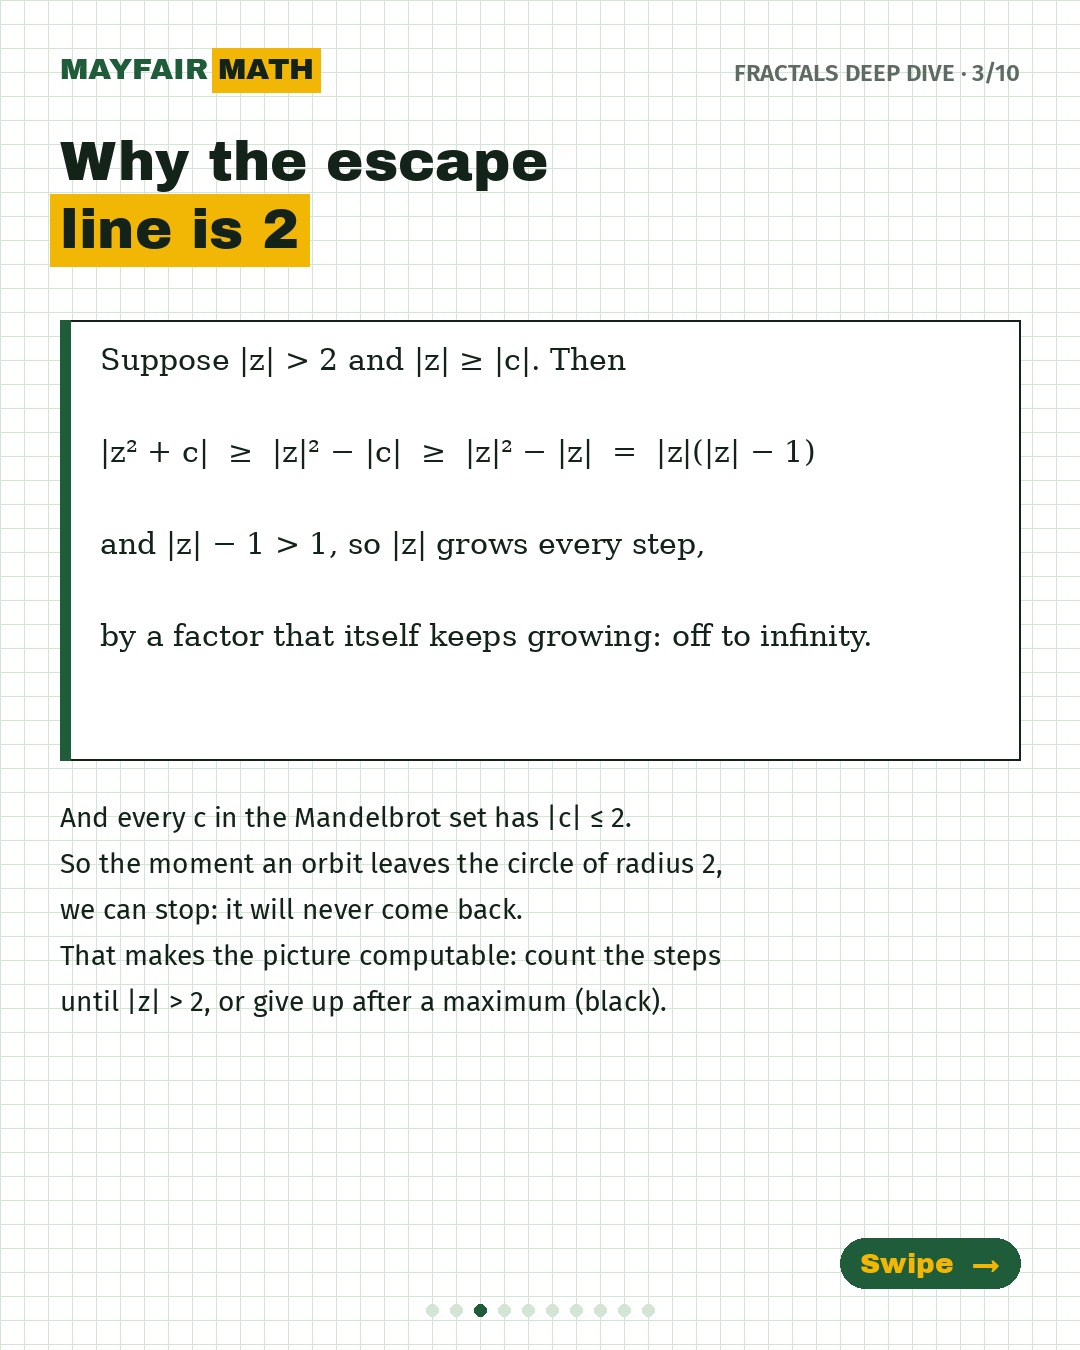 MAYFAIR MATH
FRACTALS DEEP DIVE · 3/10
Why the escape
line is 2
Suppose |z| > 2 and |z| ≥ |c|. Then
|z² + c| ≥ |z|² − |c| ≥ |z|² − |z| = |z|(|z| − 1)
and |z| − 1 > 1, so |z| grows every step,
by a factor that itself keeps growing: off to infinity.
And every c in the Mandelbrot set has |c| ≤ 2.
So the moment an orbit leaves the circle of radius 2,
we can stop: it will never come back.
That makes the picture computable: count the steps
until |z| > 2, or give up after a maximum (black).
Swipe →